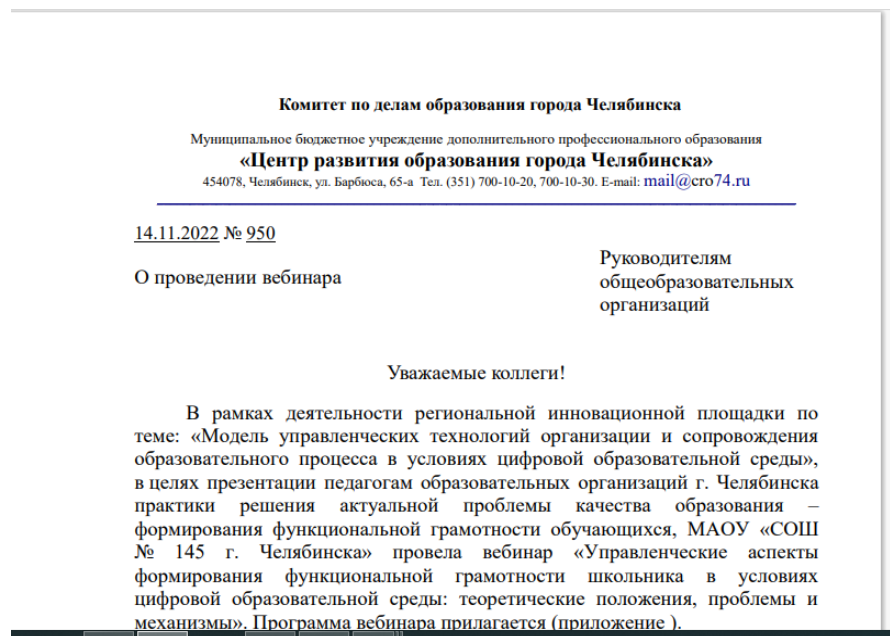 Комитет по делам образования города Челябинска
Муниципальное бюджетное учреждение дополнительного профессионального образования
«Центр развития образования города Челябинска»
454078, Челябинск, ул. Барбюса, 65-а Тел. (351) 700-10-20, 700-10-30. E-mail: mail@cro74.ru
14.11.2022 № 950
О проведении вебинара
Руководителям
общеобразовательных
организаций
Уважаемые коллеги!
В рамках деятельности региональной инновационной площадки по
теме: «Модель управленческих технологий организации и сопровождения
образовательного процесса в условиях цифровой образовательной среды»,
в целях презентации педагогам образовательных организаций г. Челябинска
практики решения актуальной проблемы качества образования –
формирования функциональной грамотности обучающихся, МАОУ «СОШ
№ 145 г. Челябинска» провела вебинар «Управленческие аспекты
формирования функциональной грамотности школьника в условиях
цифровой образовательной среды: теоретические положения, проблемы и
механизмы». Программа вебинара прилагается (приложение ).